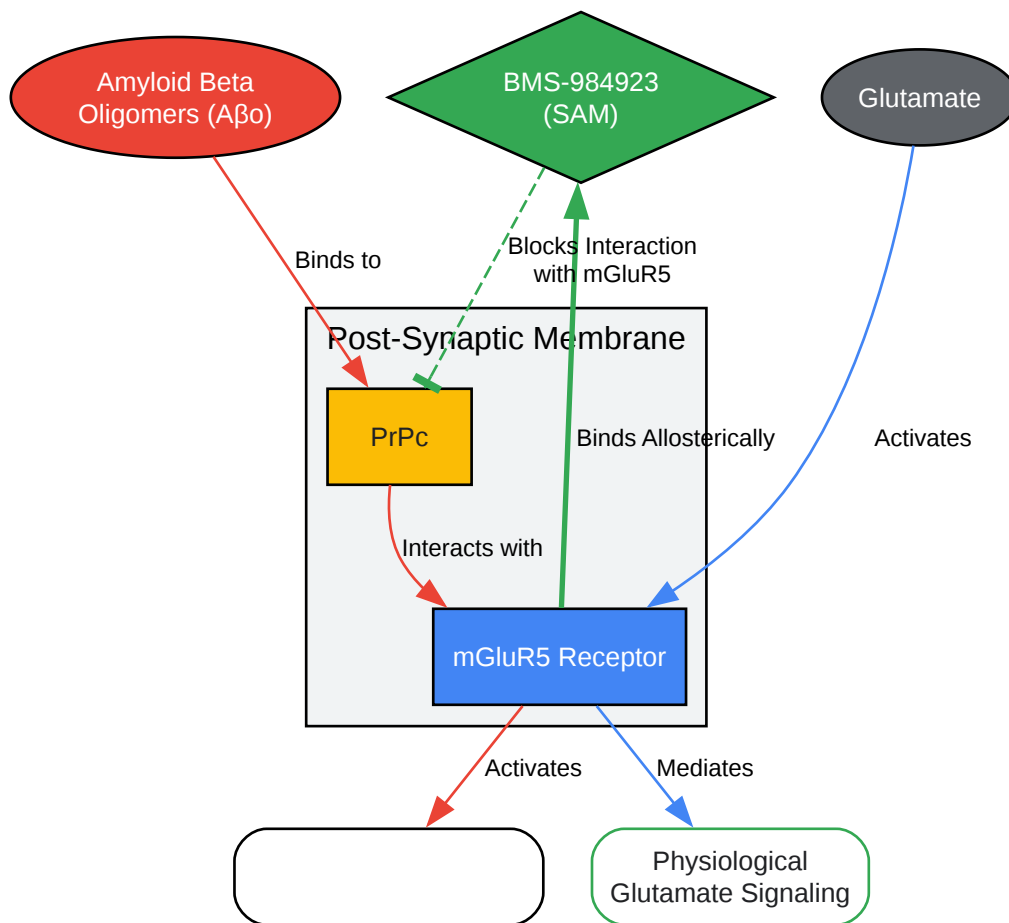 Amyloid Beta
Oligomers (Aβo)
BMS-984923
(SAM)
Glutamate
Binds to
Blocks Interaction
with mGluR5
Post-Synaptic Membrane
PrPc
Binds Allosterically
Activates
Interacts with
mGluR5 Receptor
Activates
Mediates
Physiological
Glutamate Signaling